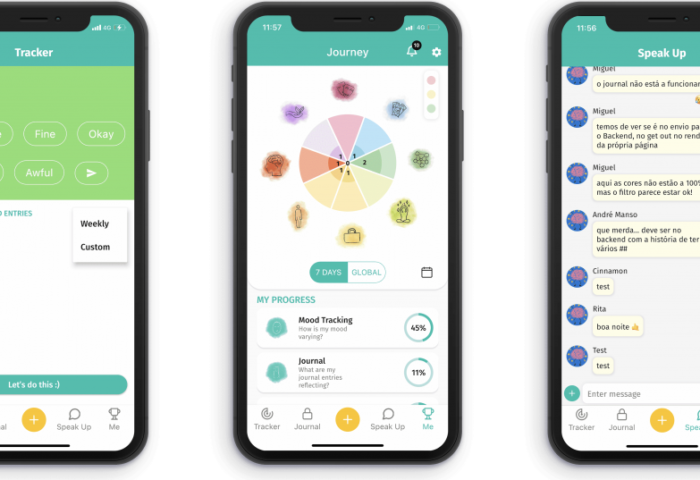 4G
Tracker
Fine
Okay
Awful
ENTRIES
Weekly
Custom
Let's do this :)
Speak Up
Me
11:57
4G
Journey
10
1
1
0
2
1
1
1
7 DAYS
GLOBAL
MY PROGRESS
Mood Tracking
How is my mood
varying?
45%
Journal
What are my
journal entries
reflecting?
11%
Tracker
Journal
Speak Up
Me
11:56
Speak Up
Miguel
o journal não está a funcionar
Miguel
temos de ver se é no envio
o Backend, no get out no
da própria página
Miguel
aqui as cores não estão a 100%
mas o filtro parece estar ok!
André Manso
que merda... deve ser no
backend com a história de ter
vários ##
Cinnamon
test
Rita
boa noite
Test
test
Enter message
Tracker
Journal